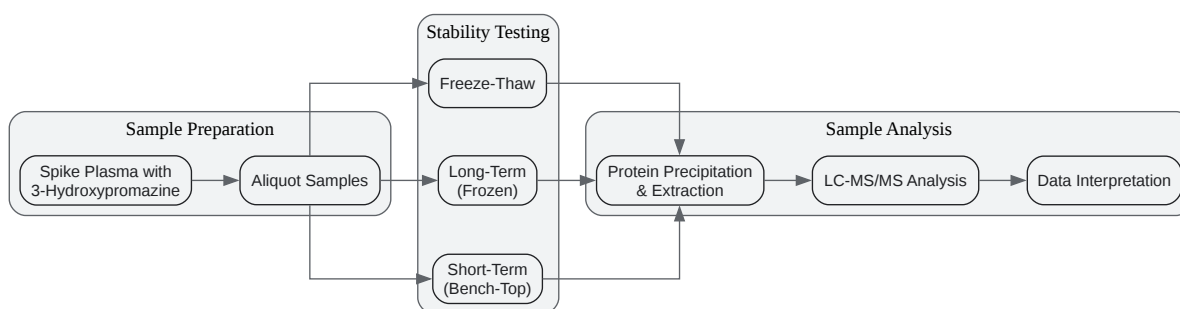 Stability Testing
Freeze-Thaw
Sample Preparation
Sample Analysis
Spike Plasma with
3-Hydroxypromazine
Aliquot Samples
Long-Term
(Frozen)
Protein Precipitation
& Extraction
LC-MS/MS Analysis
Data Interpretation
Short-Term
(Bench-Top)